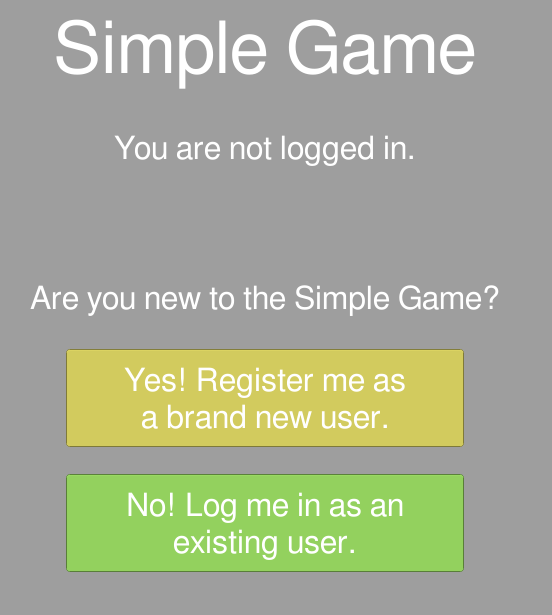 Simple Game
You are not logged in.
Are you new to the Simple Game?
Yes! Register me as
a brand new user.
No! Log me in as an
existing user.